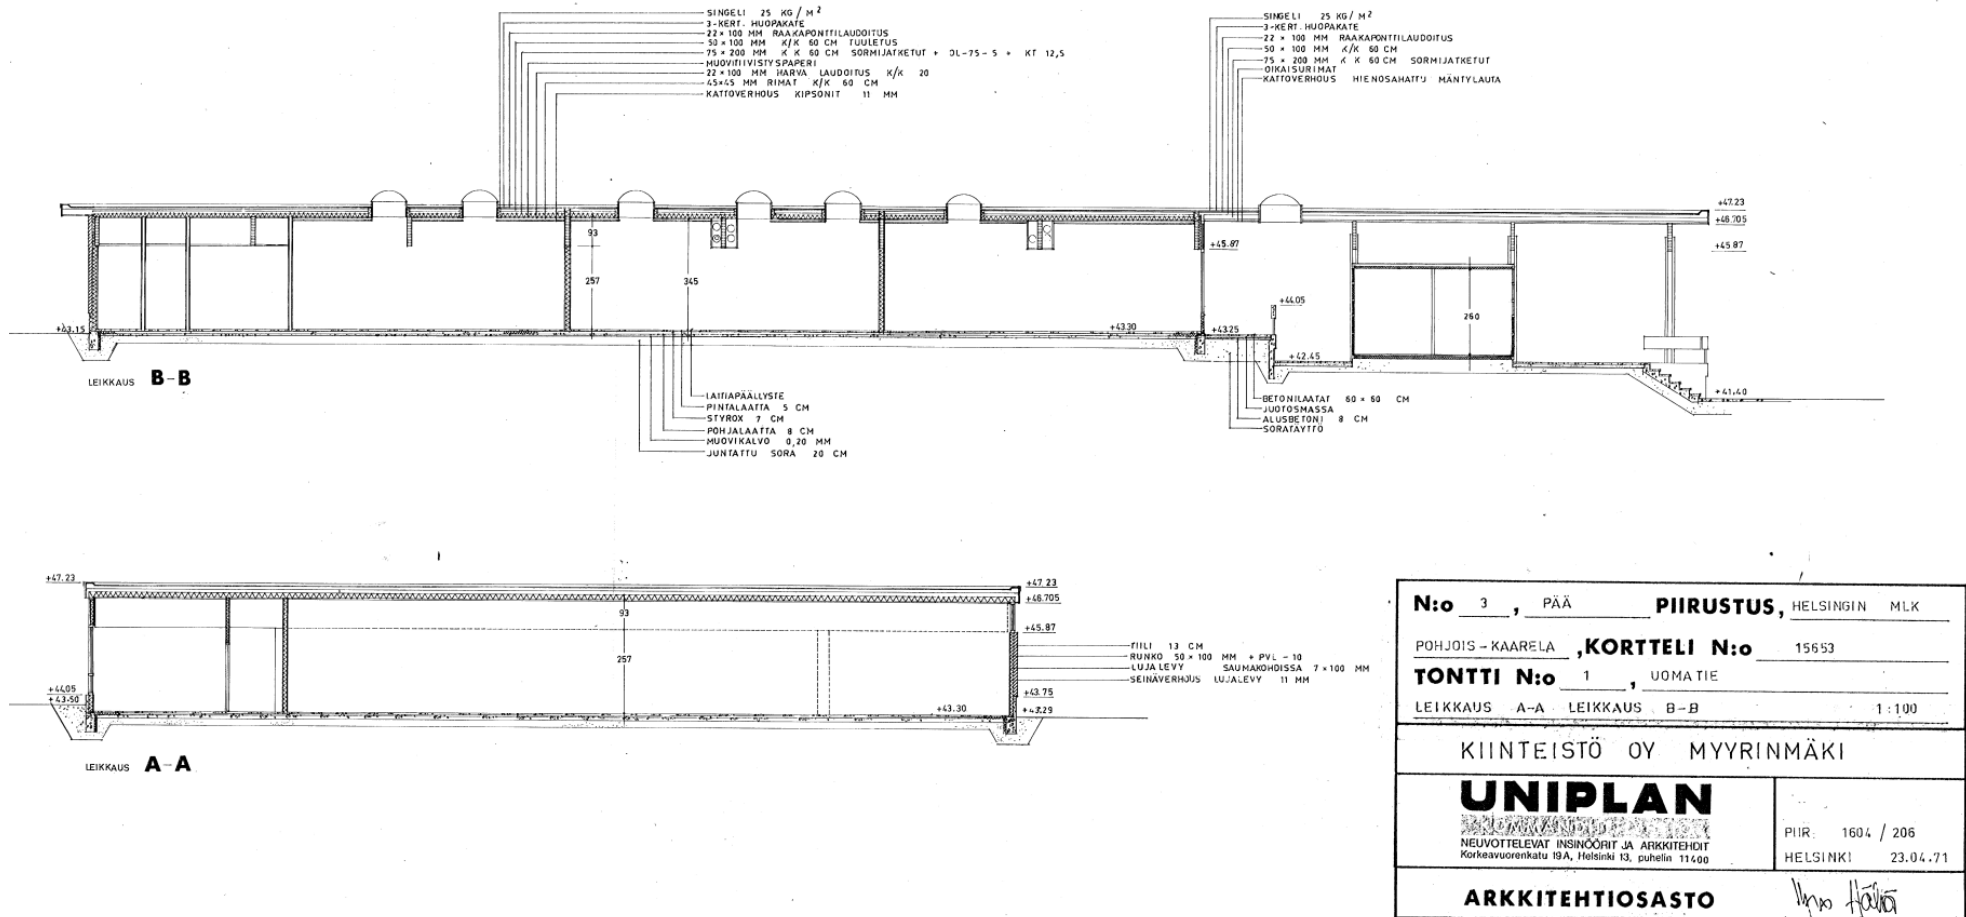 SINGELI 25 KG / M²
3-KERT. HUOPAKATE
22 × 100 MM RAAKAPONTTILAUDOITUS
50 × 100 MM K/K 60 CM TUULETUS
75 × 200 MM K K 60 CM SORMIJATKETUT + OL-75-5 + KT 12,5
MUOVITIIVISTYSPAPERI
22 × 100 MM HARVA LAUDOITUS K/K 20
45×45 MM RIMAT K/K 60 CM
KATTOVERHOUS KIPSONIT 11 MM
SINGELI 25 KG / M²
3-KERT. HUOPAKATE
22 × 100 MM RAAKAPONTTILAUDOITUS
50 × 100 MM K/K 60 CM
75 × 200 MM K K 60 CM SORMIJATKETUT
OIKAISURIMAT
KATTOVERHOUS HIENOSAHATTU MÄNTYLAUTA
+47.23
+46.705
+45.87
+45.87
93
257
345
+44.05
260
+43.15
+43.30
+43.25
+42.45
+41.40
LEIKKAUS B-B
LATTIAPÄÄLLYSTE
PINTALAATTA 5 CM
STYROX 7 CM
POHJALAATTA 8 CM
MUOVIKALVO 0,20 MM
JUNTATTU SORA 20 CM
BETONILAATAT 60 × 60 CM
JUOTOSMASSA
ALUSBETONI 8 CM
SORATÄYTTÖ
+47.23
+47.23
+46.705
93
+45.87
257
TIILI 13 CM
RUNKO 50 × 100 MM + PVL - 10
LUJALEVY SAUMAKOHDISSA 7 × 100 MM
SEINÄVERHOUS LUJALEVY 11 MM
+44.05
+43.50
+43.75
+43.30
+43.29
LEIKKAUS A-A
N:o 3 , PÄÄ PIIRUSTUS, HELSINGIN MLK
POHJOIS-KAARELA , KORTTELI N:o 15653
TONTTI N:o 1 , UOMATIE
LEIKKAUS A-A LEIKKAUS B-B 1:100
KIINTEISTÖ OY MYYRINMÄKI
UNIPLAN
NEUVOTTELEVAT INSINÖÖRIT JA ARKKITEHDIT
Korkeavuorenkatu 19A, Helsinki 13, puhelin 11400
PIIR. 1604 / 206
HELSINKI 23.04.71
ARKKITEHTIOSASTO